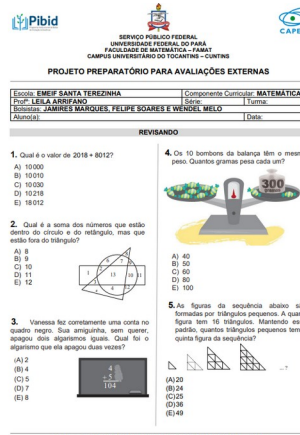 Pibid
CAPE
SERVIÇO PÚBLICO FEDERAL
UNIVERSIDADE FEDERAL DO PARÁ
FACULDADE DE MATEMÁTICA – FAMAT
CAMPUS UNIVERSITÁRIO DO TOCANTINS – CUNTINS
PROJETO PREPARATÓRIO PARA AVALIAÇÕES EXTERNAS
Escola: EMEIF SANTA TEREZINHA
Componente Curricular: MATEMÁTICA
Profª: LEILA ARRIFANO
Série:
Turma:
Bolsistas: JAMIRES MARQUES, FELIPE SOARES E WENDEL MELO
Aluno(a):
Data:
REVISANDO
1. Qual é o valor de 2018 + 8012?
A) 10000
B) 10010
C) 10030
D) 10218
E) 18012
2. Qual é a soma dos números que estão
dentro do círculo e do retângulo, mas que
estão fora do triângulo?
A) 8
B) 9
C) 10
D) 11
E) 12
3. Vanessa fez corretamente uma conta no
quadro negro. Sua amiguinha, sem querer,
apagou dois algarismos iguais. Qual foi o
algarismo que ela apagou duas vezes?
(A) 2
(B) 4
(C) 5
(D) 7
(E) 8
4
+ 5
104
4. Os 10 bombons da balança têm o mesm
peso. Quantos gramas pesa cada um?
300
A) 40
B) 50
C) 60
D) 80
E) 100
5. As figuras da sequência abaixo s
formadas por triângulos pequenos. A qua
figura tem 16 triângulos. Mantendo es
padrão, quantos triângulos pequenos tem
quinta figura da sequência?
...?
(A) 20
(B) 24
(C) 25
(D) 36
(E) 49